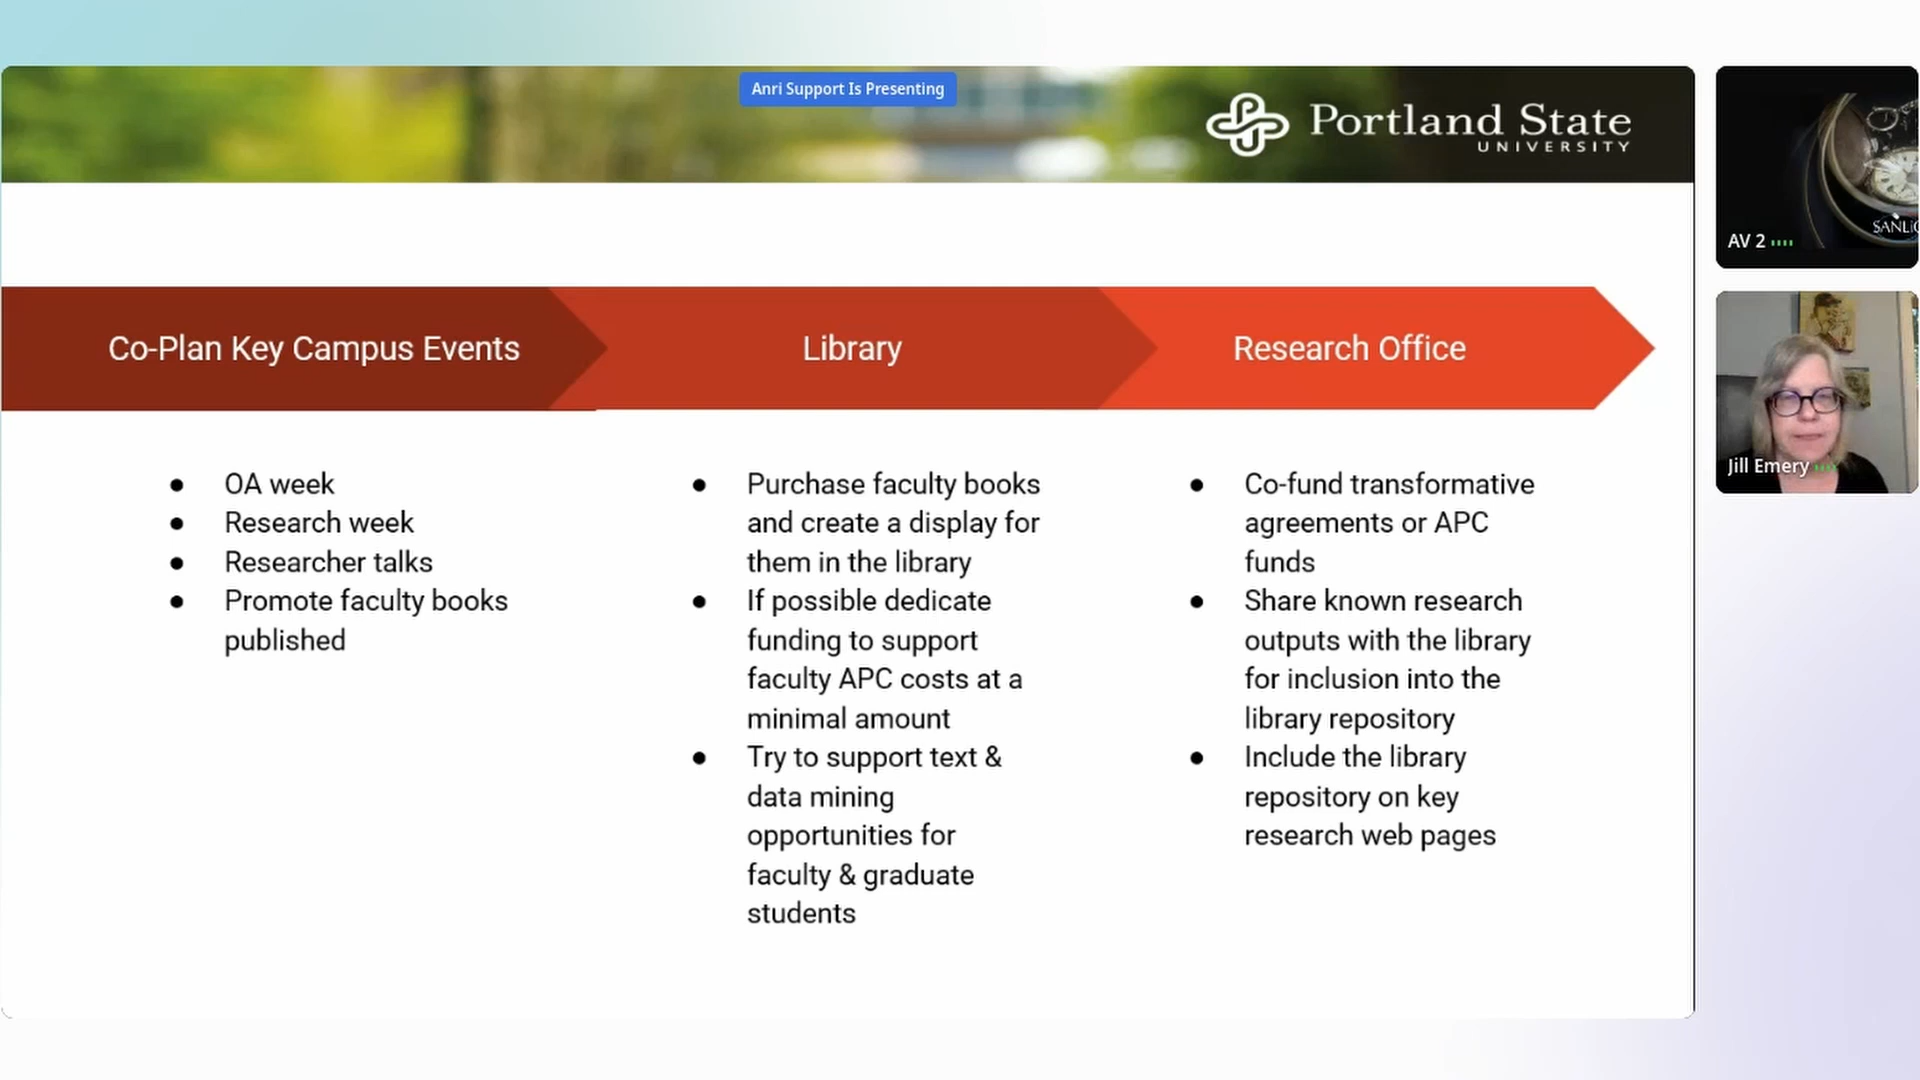 Anri Support Is Presenting
Portland State
UNIVERSITY
Co-Plan Key Campus Events
Library
Research Office
● OA week
● Research week
● Researcher talks
● Promote faculty books
published
● Purchase faculty books
and create a display for
them in the library
● If possible dedicate
funding to support
faculty APC costs at a
minimal amount
● Try to support text &
data mining
opportunities for
faculty & graduate
students
● Co-fund transformative
agreements or APC
funds
● Share known research
outputs with the library
for inclusion into the
library repository
● Include the library
repository on key
research web pages
AV 2
Jill Emery